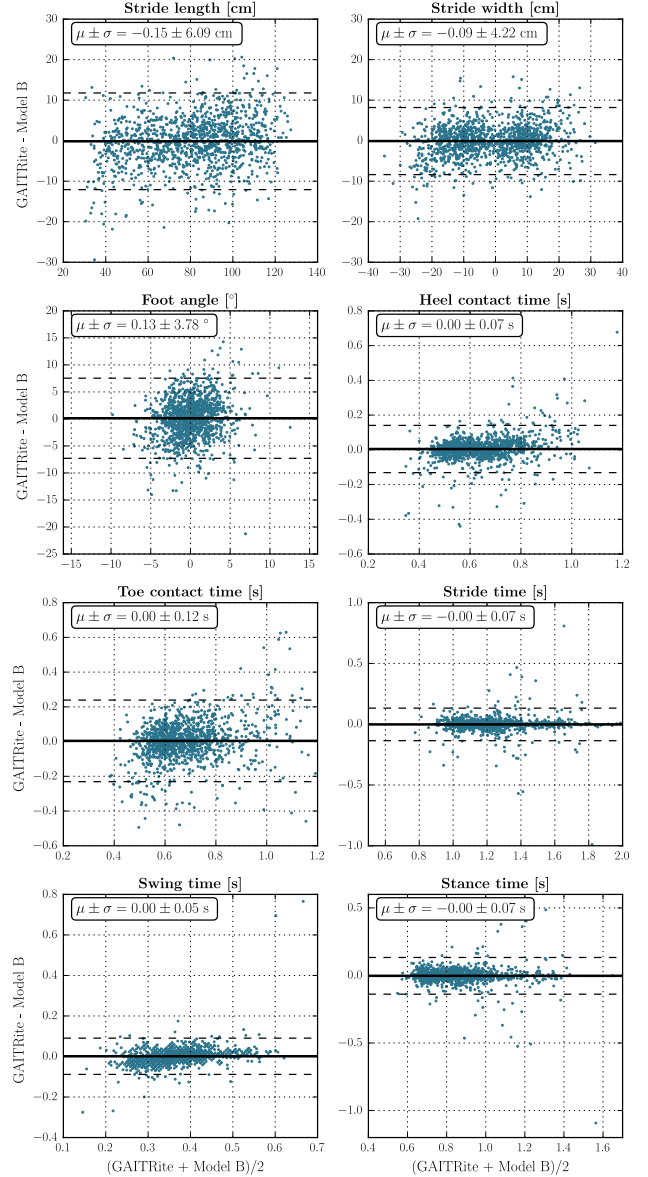 Stride length [cm]
μ ± σ = −0.15 ± 6.09 cm
GAITRite - Model B
30
20
10
0
−10
−20
−30
20 40 60 80 100 120 140
Stride width [cm]
μ ± σ = −0.09 ± 4.22 cm
30
20
10
0
−10
−20
−30
−40 −30 −20 −10 0 10 20 30 40
Foot angle [°]
μ ± σ = 0.13 ± 3.78 °
GAITRite - Model B
20
15
10
5
0
−5
−10
−15
−20
−25
−15 −10 −5 0 5 10 15
Heel contact time [s]
μ ± σ = 0.00 ± 0.07 s
0.8
0.6
0.4
0.2
0.0
−0.2
−0.4
−0.6
0.2 0.4 0.6 0.8 1.0 1.2
Toe contact time [s]
μ ± σ = 0.00 ± 0.12 s
GAITRite - Model B
0.8
0.6
0.4
0.2
0.0
−0.2
−0.4
−0.6
0.2 0.4 0.6 0.8 1.0 1.2
Stride time [s]
μ ± σ = −0.00 ± 0.07 s
1.0
0.5
0.0
−0.5
−1.0
0.6 0.8 1.0 1.2 1.4 1.6 1.8 2.0
Swing time [s]
μ ± σ = 0.00 ± 0.05 s
GAITRite - Model B
0.8
0.6
0.4
0.2
0.0
−0.2
−0.4
0.1 0.2 0.3 0.4 0.5 0.6 0.7
(GAITRite + Model B)/2
Stance time [s]
μ ± σ = −0.00 ± 0.07 s
0.5
0.0
−0.5
−1.0
0.4 0.6 0.8 1.0 1.2 1.4 1.6
(GAITRite + Model B)/2